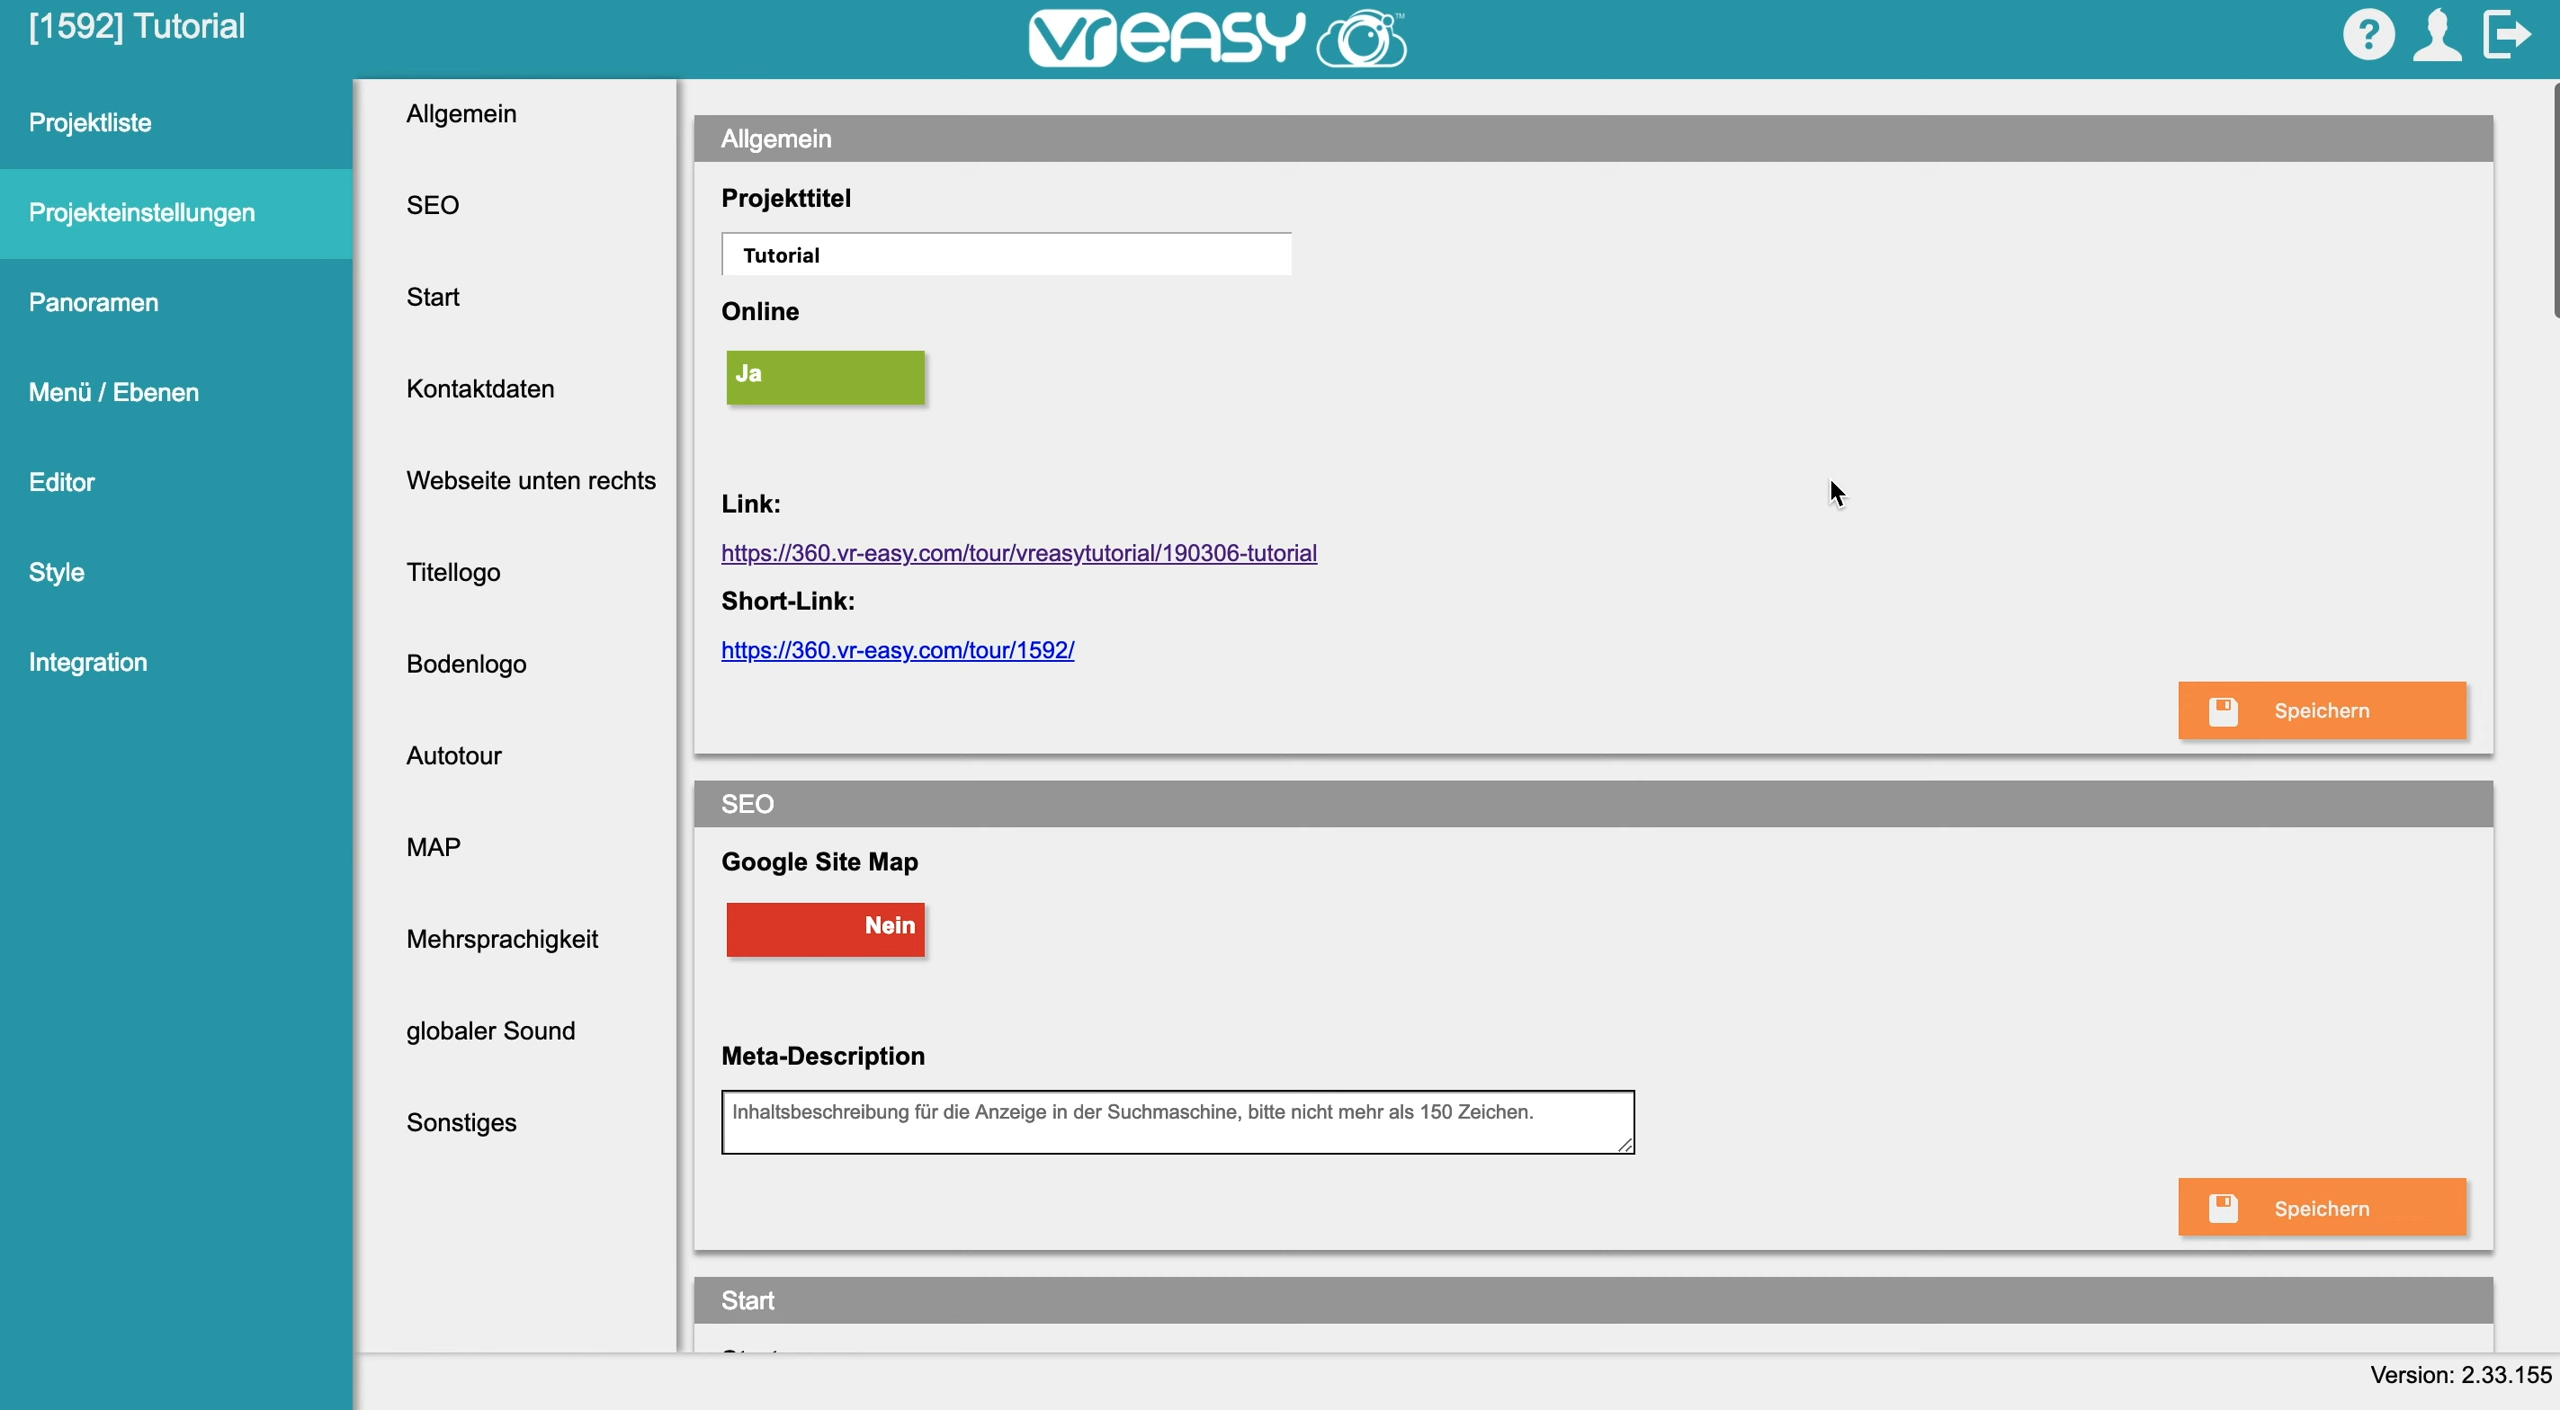 [1592] Tutorial
vreasy
TM
?
Projektliste
Projekteinstellungen
Panoramen
Menü / Ebenen
Editor
Style
Integration
Allgemein
SEO
Start
Kontaktdaten
Webseite unten rechts
Titellogo
Bodenlogo
Autotour
MAP
Mehrsprachigkeit
globaler Sound
Sonstiges
Allgemein
Projekttitel
Tutorial
Online
Ja
Link:
https://360.vr-easy.com/tour/vreasytutorial/190306-tutorial
Short-Link:
https://360.vr-easy.com/tour/1592/
Speichern
SEO
Google Site Map
Nein
Meta-Description
Inhaltsbeschreibung für die Anzeige in der Suchmaschine, bitte nicht mehr als 150 Zeichen.
Speichern
Start
Version: 2.33.155